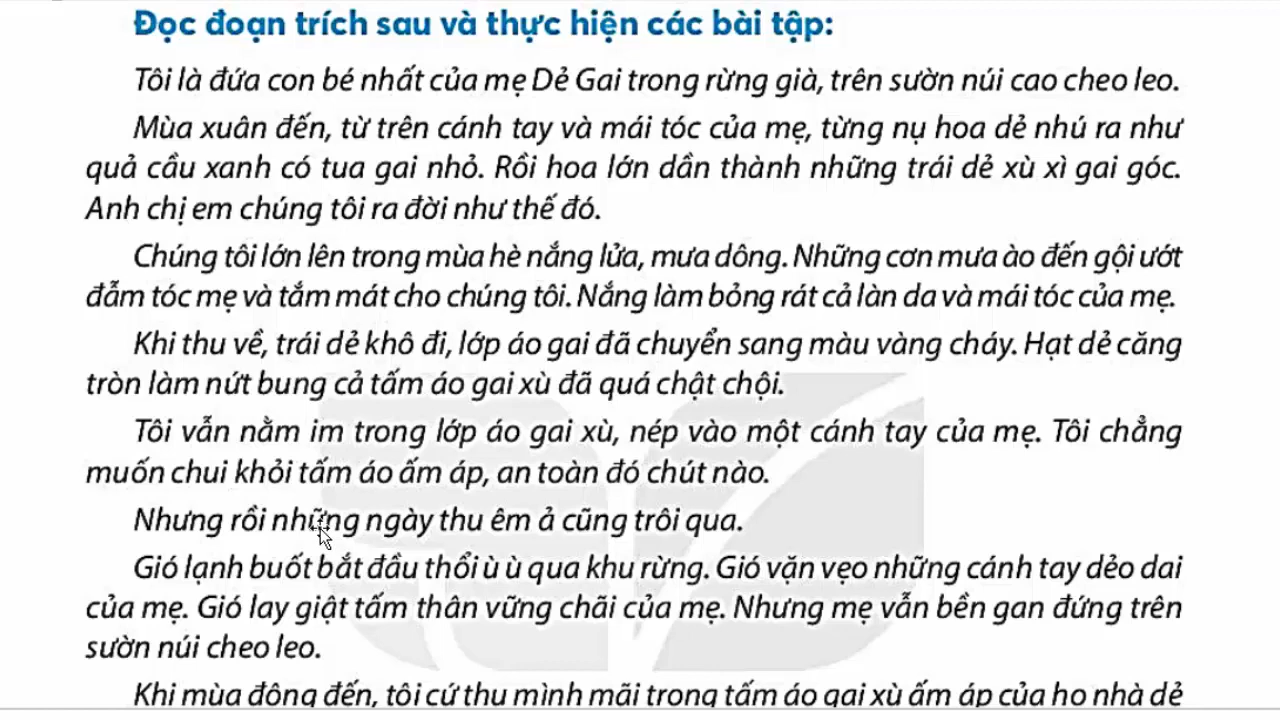 Đọc đoạn trích sau và thực hiện các bài tập:
Tôi là đứa con bé nhất của mẹ Dẻ Gai trong rừng già, trên sườn núi cao cheo leo.
Mùa xuân đến, từ trên cánh tay và mái tóc của mẹ, từng nụ hoa dẻ nhú ra như
quả cầu xanh có tua gai nhỏ. Rồi hoa lớn dần thành những trái dẻ xù xì gai góc.
Anh chị em chúng tôi ra đời như thế đó.
Chúng tôi lớn lên trong mùa hè nắng lửa, mưa dông. Những cơn mưa ào đến gội ướt
đẫm tóc mẹ và tắm mát cho chúng tôi. Nắng làm bỏng rát cả làn da và mái tóc của mẹ.
Khi thu về, trái dẻ khô đi, lớp áo gai đã chuyển sang màu vàng cháy. Hạt dẻ căng
tròn làm nứt bung cả tấm áo gai xù đã quá chật chội.
Tôi vẫn nằm im trong lớp áo gai xù, nép vào một cánh tay của mẹ. Tôi chẳng
muốn chui khỏi tấm áo ấm áp, an toàn đó chút nào.
Nhưng rồi những ngày thu êm ả cũng trôi qua.
Gió lạnh buốt bắt đầu thổi ù ù qua khu rừng. Gió vặn vẹo những cánh tay dẻo dai
của mẹ. Gió lay giật tấm thân vững chãi của mẹ. Nhưng mẹ vẫn bền gan đứng trên
sườn núi cheo leo.
Khi mùa đông đến, tôi cứ thu mình mãi trong tấm áo gai xù ấm áp của họ nhà dẻ